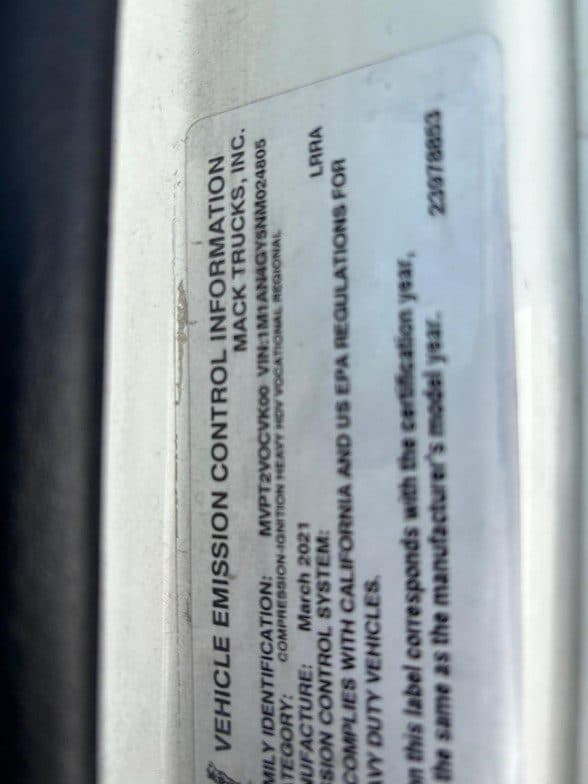 VEHICLE EMISSION CONTROL INFORMATION
MACK TRUCKS, INC.
MILY IDENTIFICATION: MVPT2VOCVK00 VIN:1M1AN4GY5NM024805
TEGORY: COMPRESSION-IGNITION HEAVY HDV VOCATIONAL REGIONAL
NUFACTURE: March 2021
SION CONTROL SYSTEM: LRRA
COMPLIES WITH CALIFORNIA AND US EPA REGULATIONS FOR
VY DUTY VEHICLES.
n this label corresponds with the certification year,
the same as the manufacturer's model year. 23978853